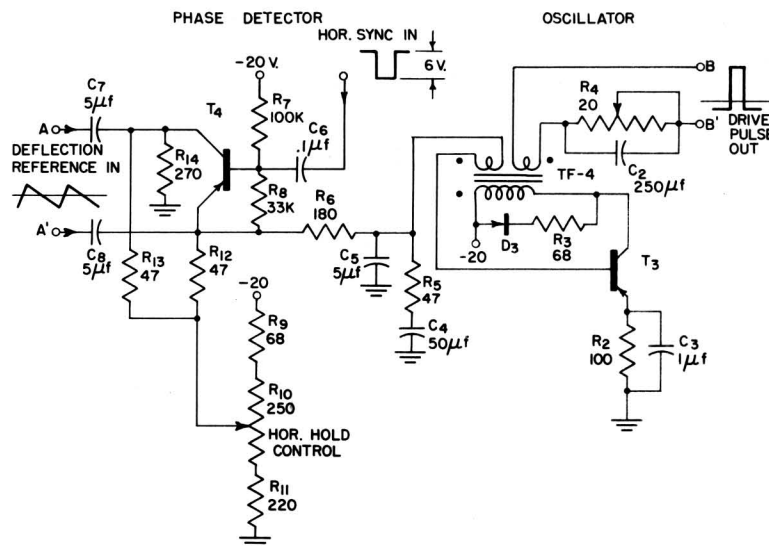 PHASE DETECTOR
OSCILLATOR
HOR. SYNC IN
6 V.
-20 V.
C7
5µf
T4
R7
100K
C6
.1µf
A
DEFLECTION
REFERENCE IN
A'
R14
270
R8
33K
R6
180
C8
5µf
R13
47
R12
47
C5
5µf
R5
47
C4
50µf
-20
R9
68
R10
250
HOR. HOLD
CONTROL
R11
220
B
R4
20
B'
DRIVE
PULSE
OUT
TF-4
C2
250µf
-20
D3
R3
68
T3
R2
100
C3
1µf